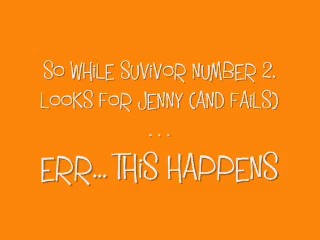 SO WHILE SUVIVOR NUMBER 2.
LOOKS FOR JENNY (AND FAILS)
...
ERR... THIS HAPPENS